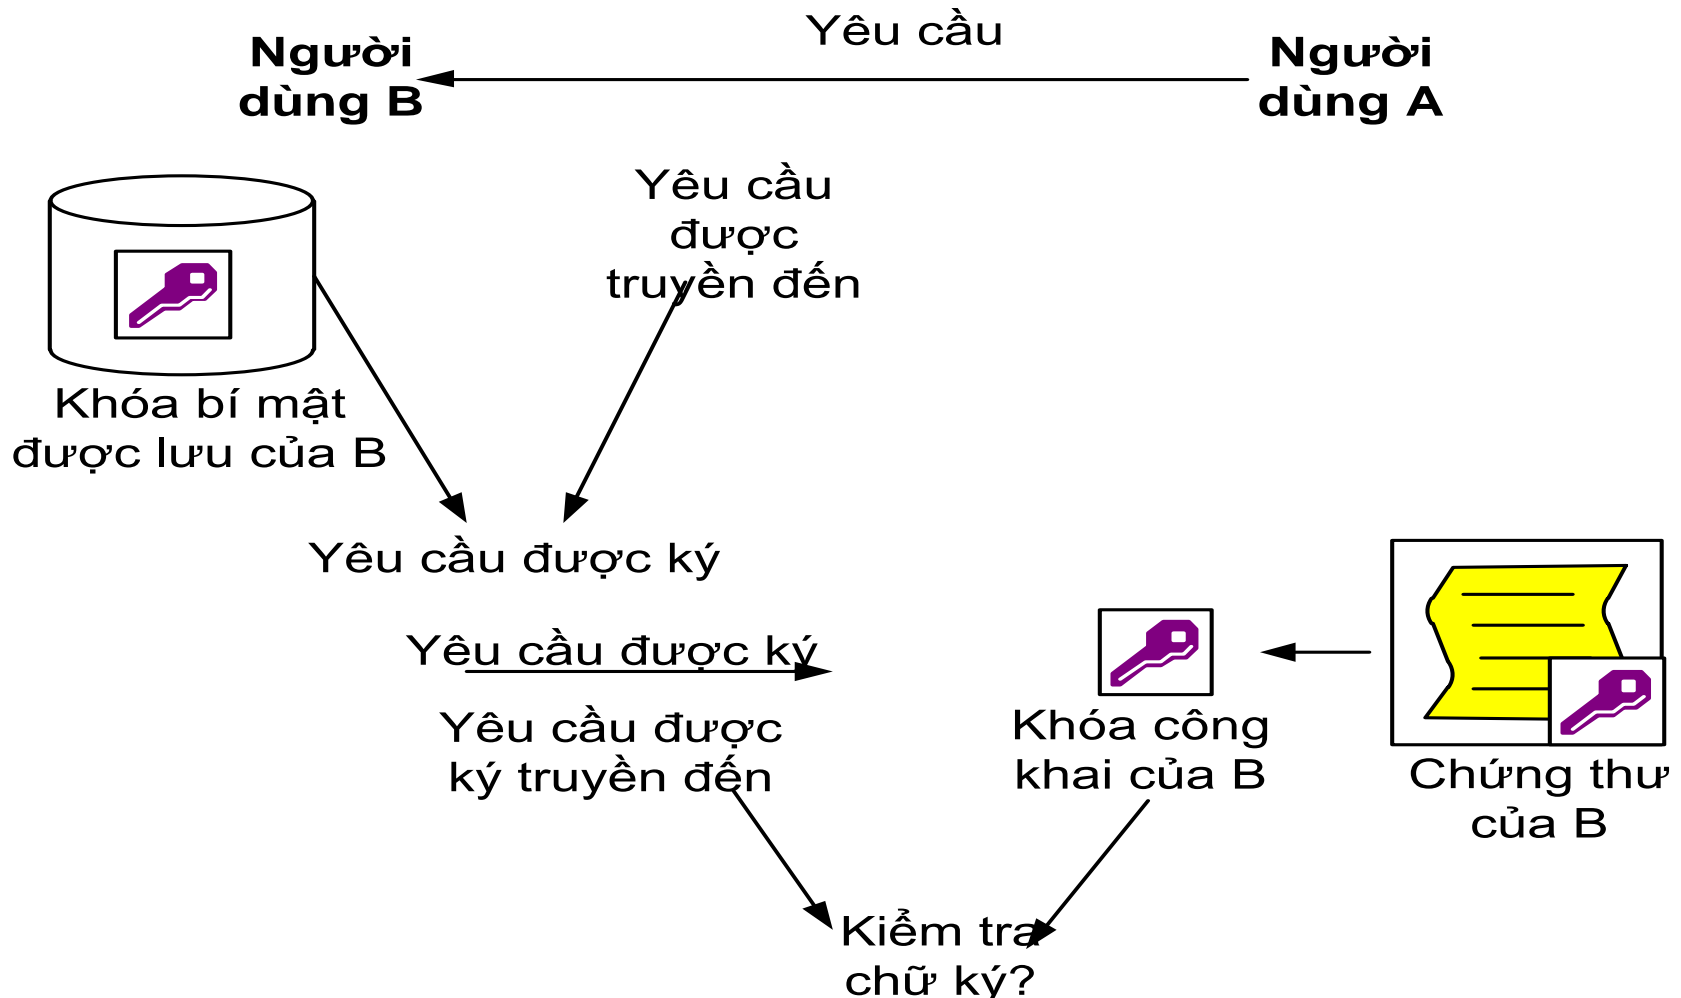 Yêu cầu
Người
dùng B
Người
dùng A
Yêu cầu
được
truyền đến
Khóa bí mật
được lưu của B
Yêu cầu được ký
Yêu cầu được ký
Yêu cầu được
ký truyền đến
Khóa công
khai của B
Chứng thư
của B
Kiểm tra
chữ ký?